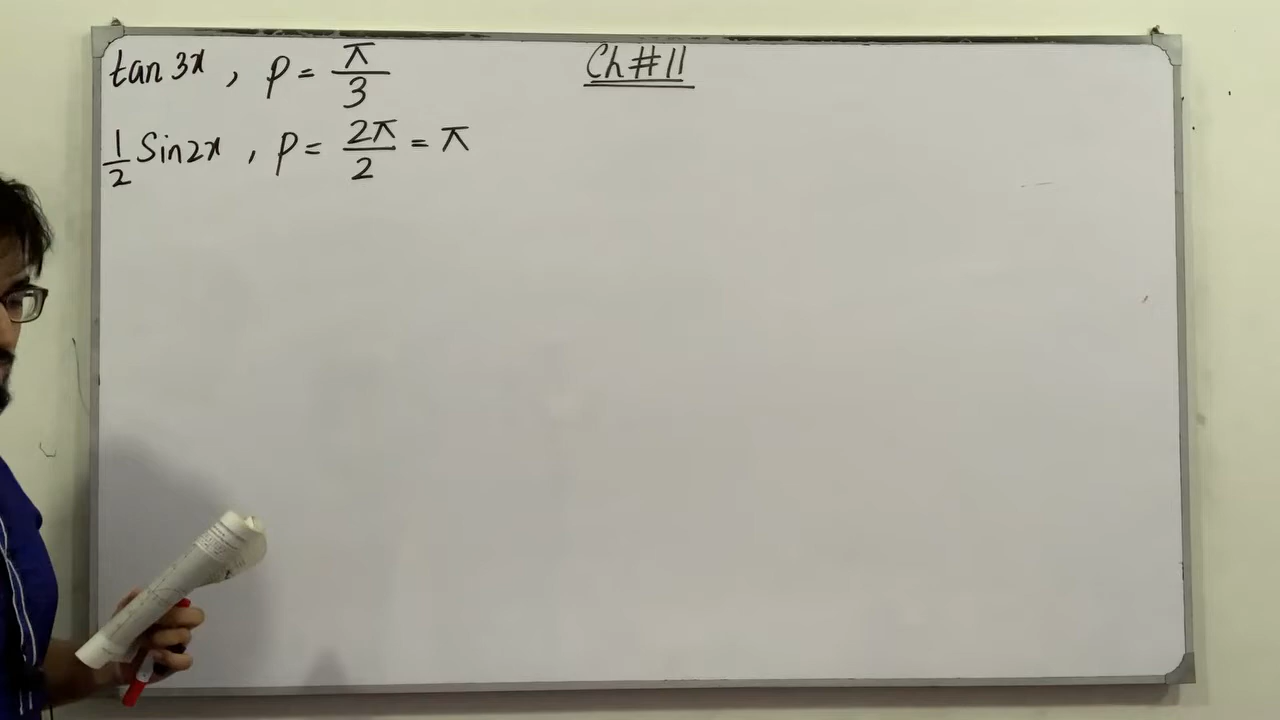 Ch#11
tan 3x , p = π/3
1/2 Sin2x , p = 2π/2 = π